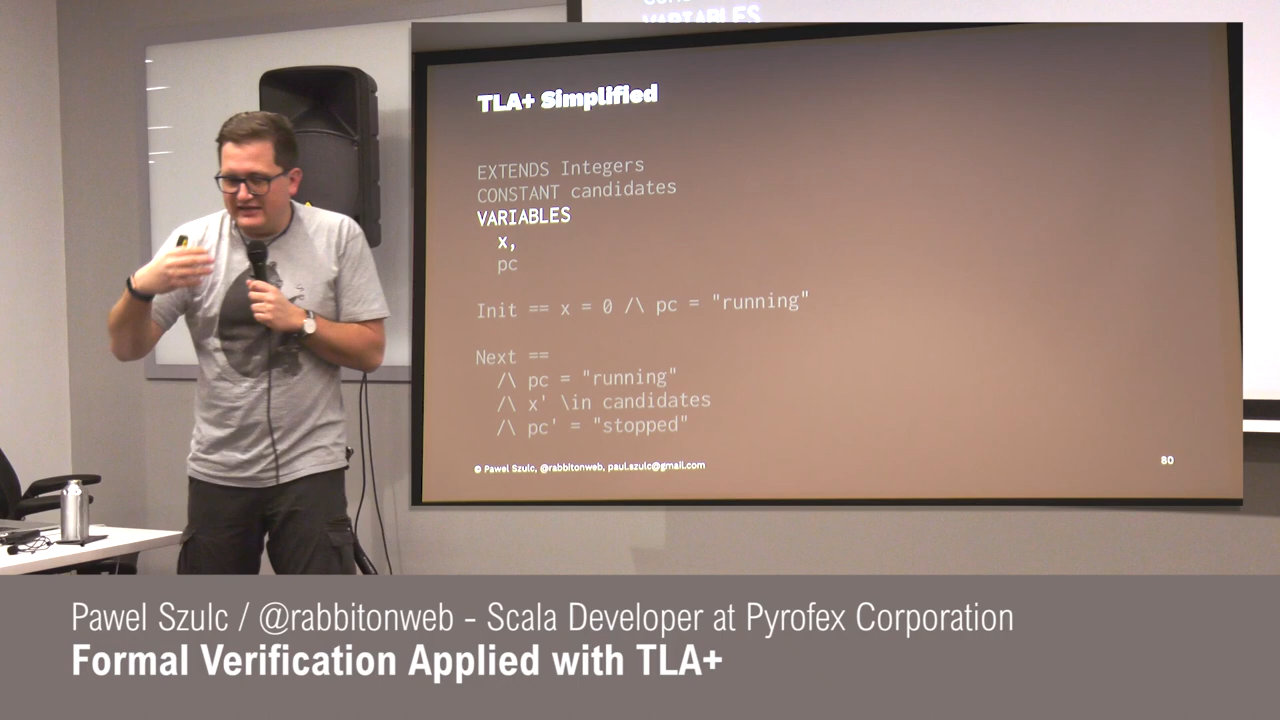 VARIABLES
TLA+ Simplified
EXTENDS Integers
CONSTANT candidates
VARIABLES
x,
pc
Init == x = 0 /\ pc = "running"
Next ==
/\ pc = "running"
/\ x' \in candidates
/\ pc' = "stopped"
© Pawel Szulc, @rabbitonweb, paul.szulc@gmail.com
80
Pawel Szulc / @rabbitonweb - Scala Developer at Pyrofex Corporation
Formal Verification Applied with TLA+